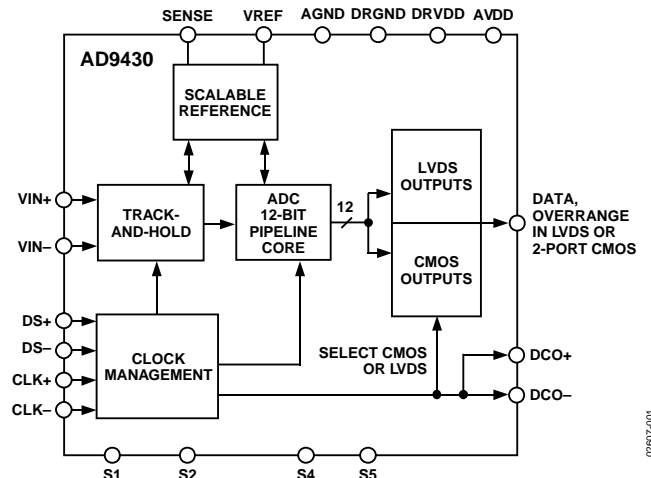 SENSE VREF AGND DRGND DRVDD AVDD
AD9430
SCALABLE
REFERENCE
VIN+
VIN–
TRACK-
AND-HOLD
ADC
12-BIT
PIPELINE
CORE
12
LVDS
OUTPUTS
CMOS
OUTPUTS
DATA,
OVERRANGE
IN LVDS OR
2-PORT CMOS
DS+
DS–
CLK+
CLK–
CLOCK
MANAGEMENT
SELECT CMOS
OR LVDS
DCO+
DCO–
S1 S2 S4 S5
02607-001